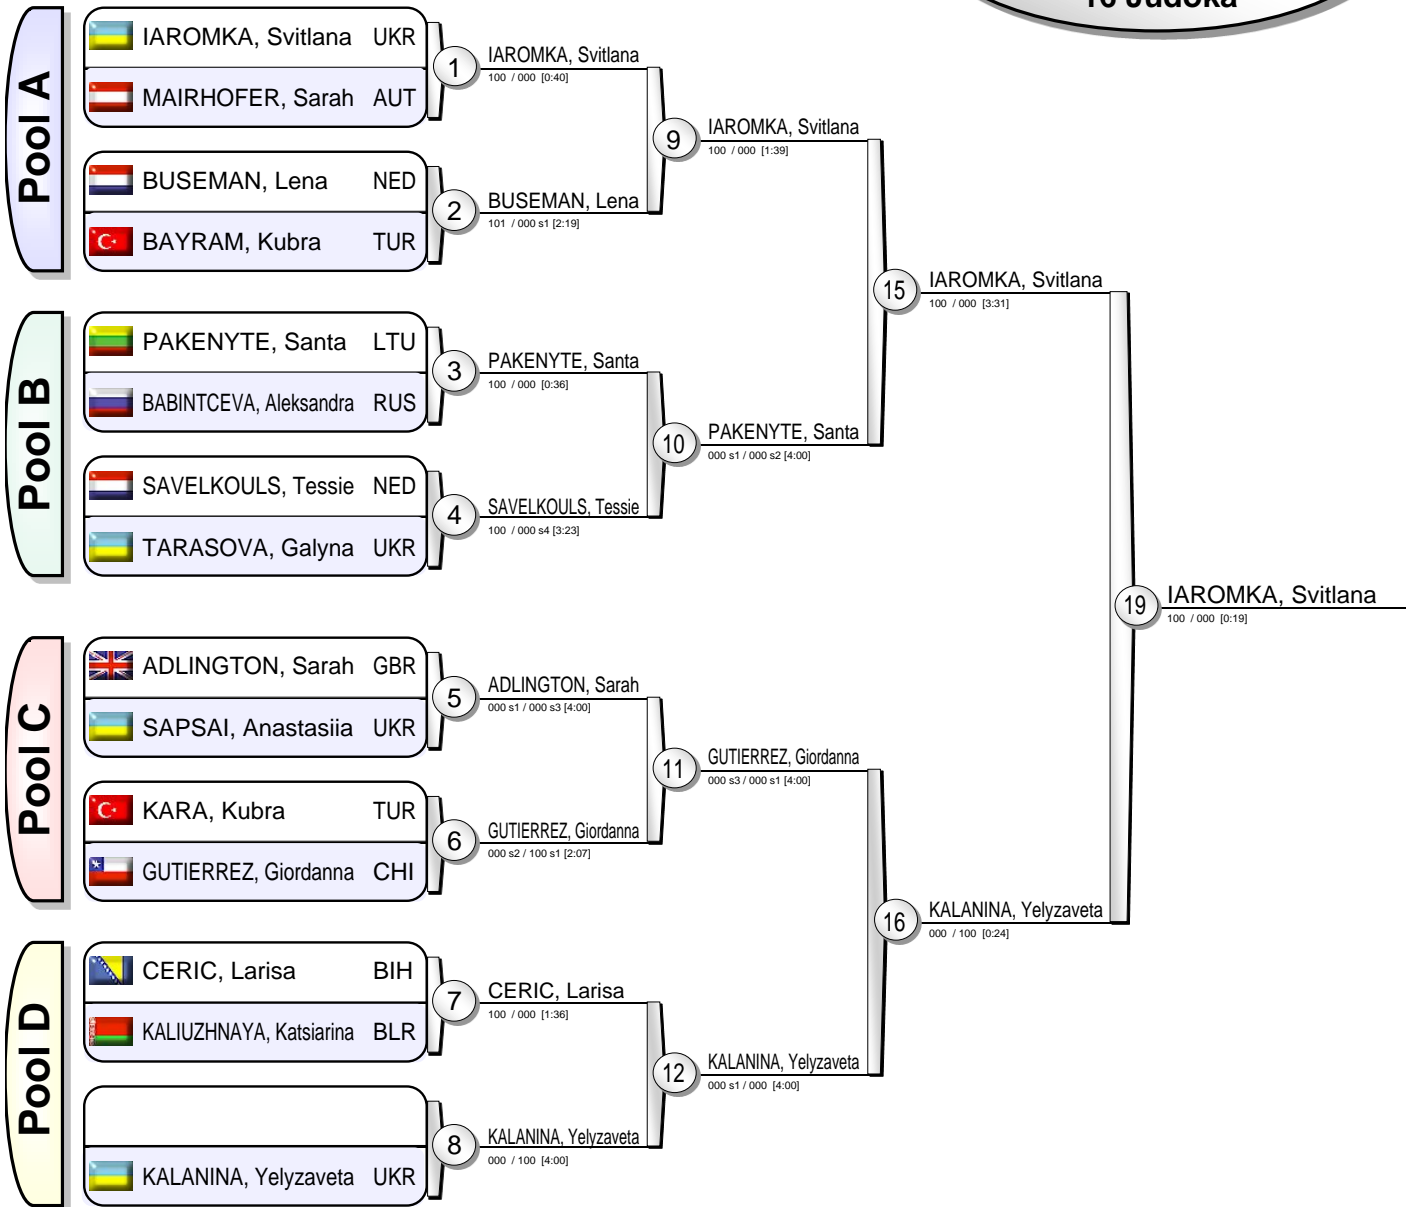 16 Judoka
Pool A
IAROMKA, Svitlana UKR
MAIRHOFER, Sarah AUT
BUSEMAN, Lena NED
BAYRAM, Kubra TUR
1
IAROMKA, Svitlana
100 / 000 [0:40]
2
BUSEMAN, Lena
101 / 000 s1 [2:19]
9
IAROMKA, Svitlana
100 / 000 [1:39]
Pool B
PAKENYTE, Santa LTU
BABINTCEVA, Aleksandra RUS
SAVELKOULS, Tessie NED
TARASOVA, Galyna UKR
3
PAKENYTE, Santa
100 / 000 [0:36]
4
SAVELKOULS, Tessie
100 / 000 s4 [3:23]
10
PAKENYTE, Santa
000 s1 / 000 s2 [4:00]
15
IAROMKA, Svitlana
100 / 000 [3:31]
Pool C
ADLINGTON, Sarah GBR
SAPSAI, Anastasiia UKR
KARA, Kubra TUR
GUTIERREZ, Giordanna CHI
5
ADLINGTON, Sarah
000 s1 / 000 s3 [4:00]
6
GUTIERREZ, Giordanna
000 s2 / 100 s1 [2:07]
11
GUTIERREZ, Giordanna
000 s3 / 000 s1 [4:00]
Pool D
CERIC, Larisa BIH
KALIUZHNAYA, Katsiarina BLR
KALANINA, Yelyzaveta UKR
7
CERIC, Larisa
100 / 000 [1:36]
8
KALANINA, Yelyzaveta
000 / 100 [4:00]
12
KALANINA, Yelyzaveta
000 s1 / 000 [4:00]
16
KALANINA, Yelyzaveta
000 / 100 [0:24]
19
IAROMKA, Svitlana
100 / 000 [0:19]